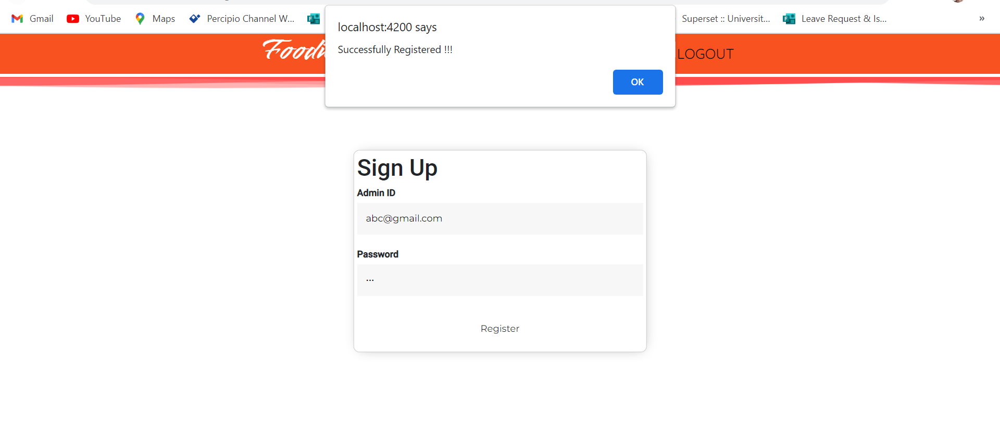 Gmail YouTube Maps Percipio Channel W... Superset :: Universit... Leave Request & Is... »
localhost:4200 says
Successfully Registered !!!
LOGOUT
OK
Sign Up
Admin ID
abc@gmail.com
Password
...
Register